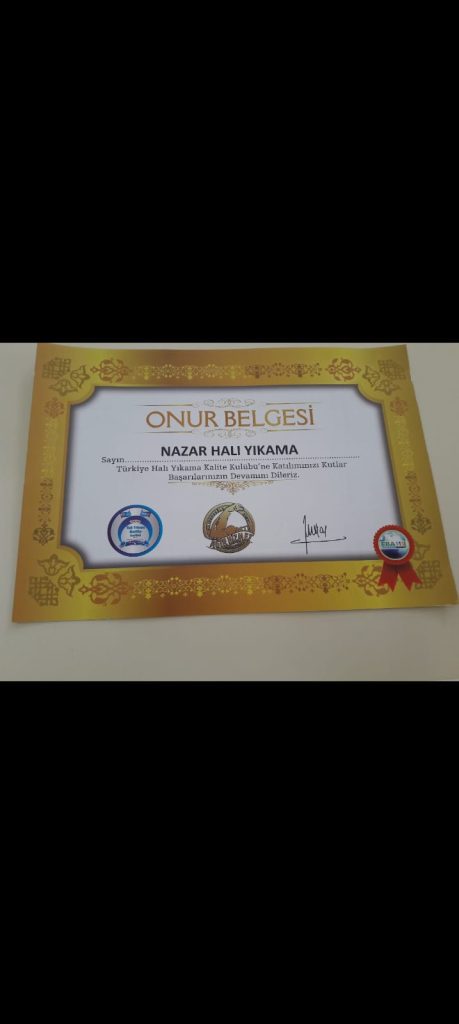 ONUR BELGESİ
NAZAR HALI YIKAMA
Sayın
Türkiye Halı Yıkama Kalite Kulübü'ne Katılımınızı Kutlar
Başarılarınızın Devamını Dileriz.